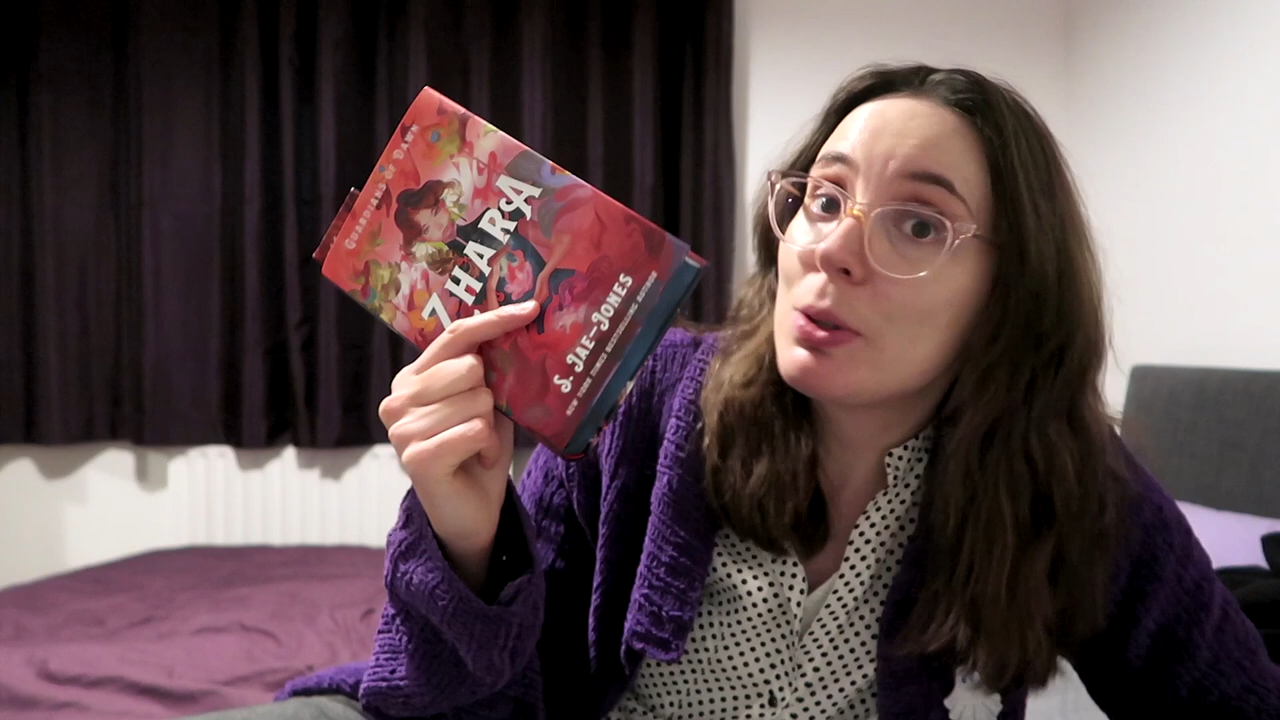 GUARDIANS OF DAWN
ZHARA
S. JAE-JONES
NEW YORK TIMES BESTSELLING AUTHOR